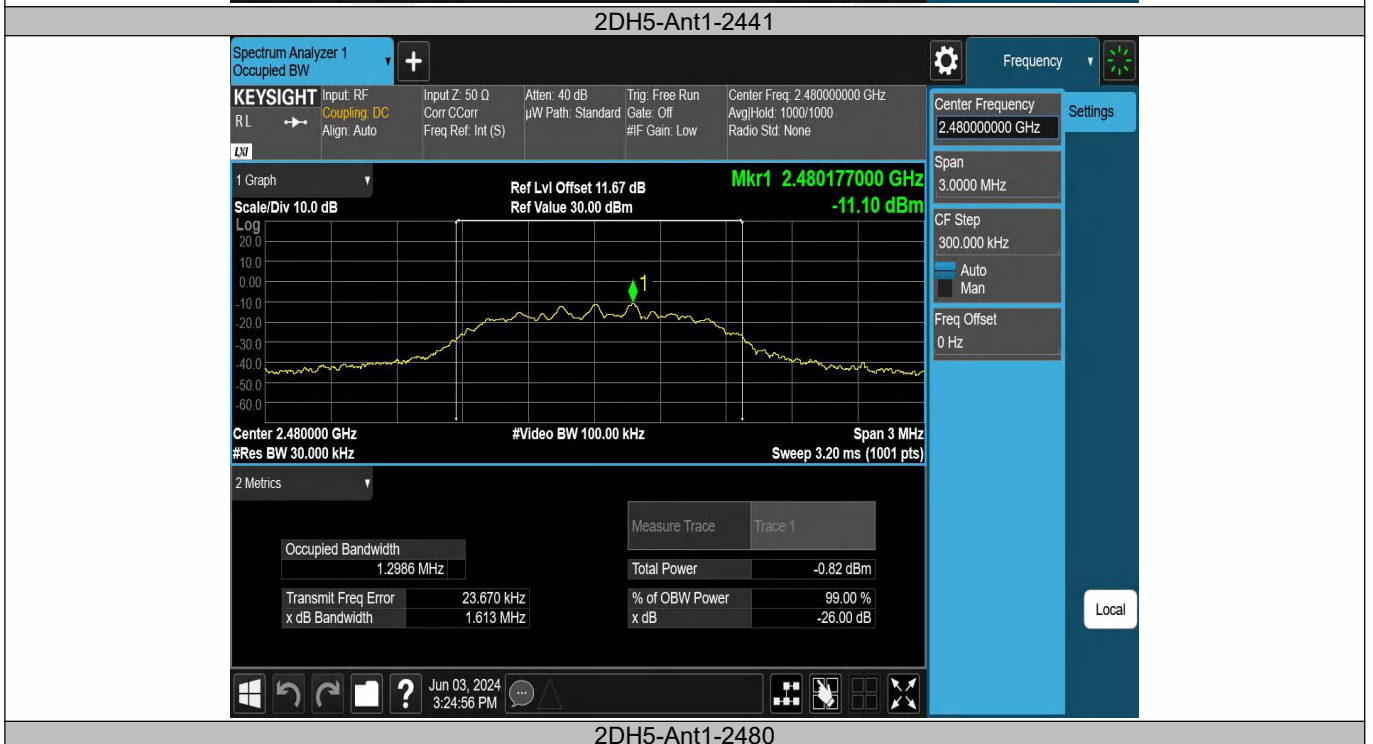 2DH5-Ant1-2441
Spectrum Analyzer 1
Occupied BW
+
Frequency
KEYSIGHT
RL
LXI
Input: RF
Coupling: DC
Align: Auto
Input Z: 50 Ω
Corr CCorr
Freq Ref: Int (S)
Atten: 40 dB
µW Path: Standard
Trig: Free Run
Gate: Off
#IF Gain: Low
Center Freq: 2.480000000 GHz
Avg|Hold: 1000/1000
Radio Std: None
Center Frequency
2.480000000 GHz
Settings
Span
3.0000 MHz
CF Step
300.000 kHz
Auto
Man
Freq Offset
0 Hz
Local
1 Graph
Scale/Div 10.0 dB
Ref Lvl Offset 11.67 dB
Ref Value 30.00 dBm
Mkr1 2.480177000 GHz
-11.10 dBm
Log
20.0
10.0
0.00
-10.0
-20.0
-30.0
-40.0
-50.0
-60.0
1
Center 2.480000 GHz
#Video BW 100.00 kHz
Span 3 MHz
#Res BW 30.000 kHz
Sweep 3.20 ms (1001 pts)
2 Metrics
Measure Trace Trace 1
Occupied Bandwidth
1.2986 MHz
Total Power -0.82 dBm
Transmit Freq Error 23.670 kHz
% of OBW Power 99.00 %
x dB Bandwidth 1.613 MHz
x dB -26.00 dB
?
Jun 03, 2024
3:24:56 PM
2DH5-Ant1-2480